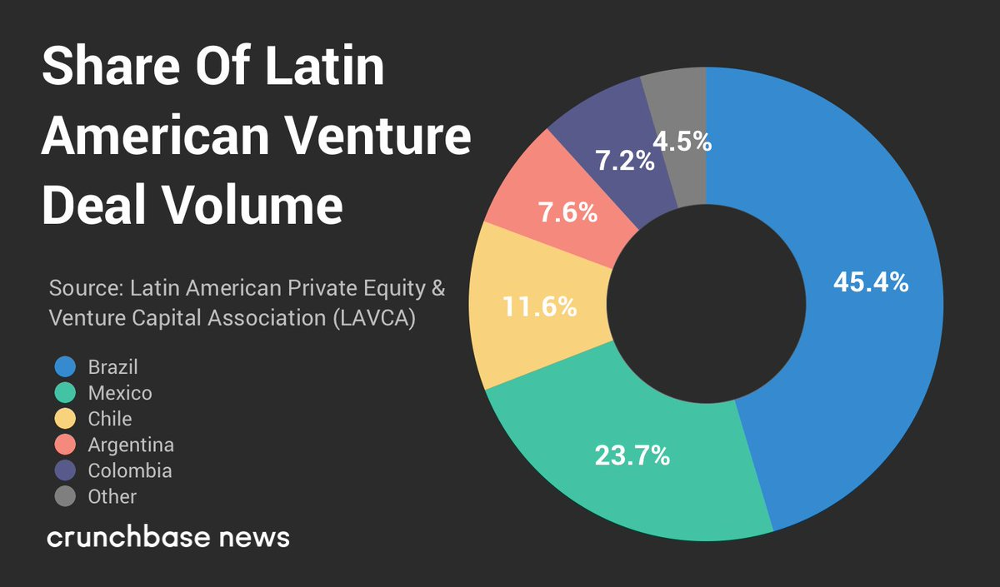 Share Of Latin
American Venture
Deal Volume
Source: Latin American Private Equity &
Venture Capital Association (LAVCA)
Brazil
Mexico
Chile
Argentina
Colombia
Other
crunchbase news
4.5%
7.2%
7.6%
45.4%
11.6%
23.7%